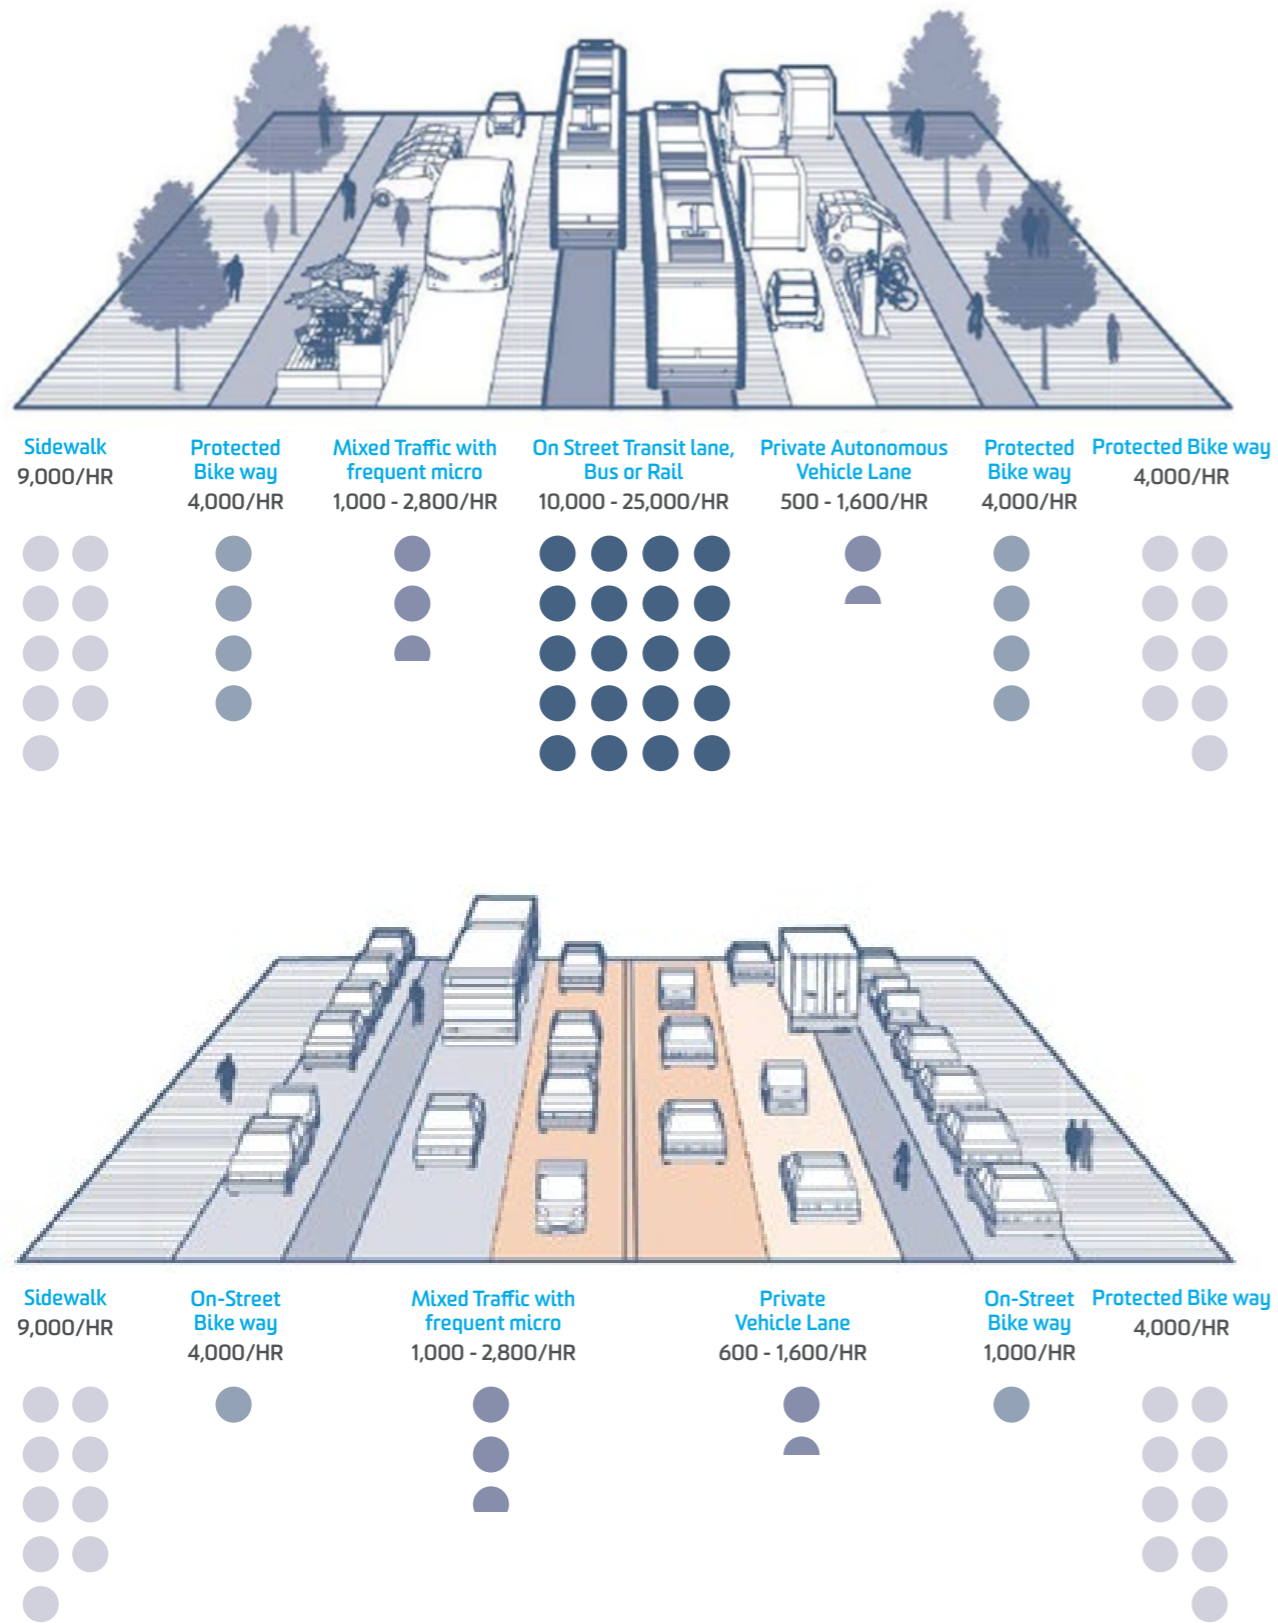 Sidewalk
9,000/HR
Protected
Bike way
4,000/HR
Mixed Traffic with
frequent micro
1,000 - 2,800/HR
On Street Transit lane,
Bus or Rail
10,000 - 25,000/HR
Private Autonomous
Vehicle Lane
500 - 1,600/HR
Protected
Bike way
4,000/HR
Protected Bike way
4,000/HR
Sidewalk
9,000/HR
On-Street
Bike way
4,000/HR
Mixed Traffic with
frequent micro
1,000 - 2,800/HR
Private
Vehicle Lane
600 - 1,600/HR
On-Street
Bike way
1,000/HR
Protected Bike way
4,000/HR